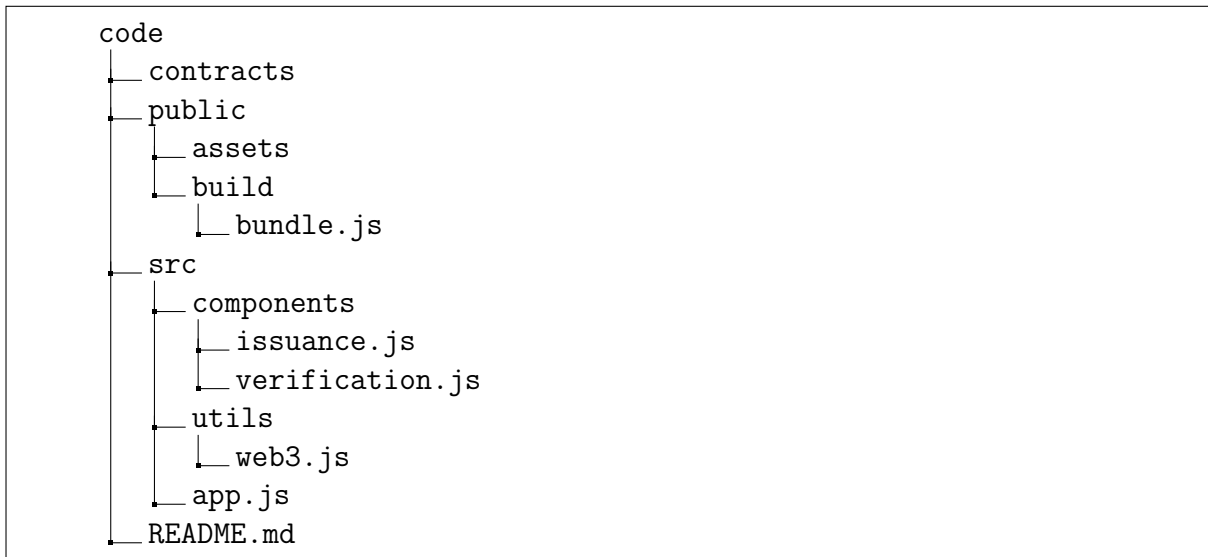 code
contracts
public
assets
build
bundle.js
src
components
issuance.js
verification.js
utils
web3.js
app.js
README.md